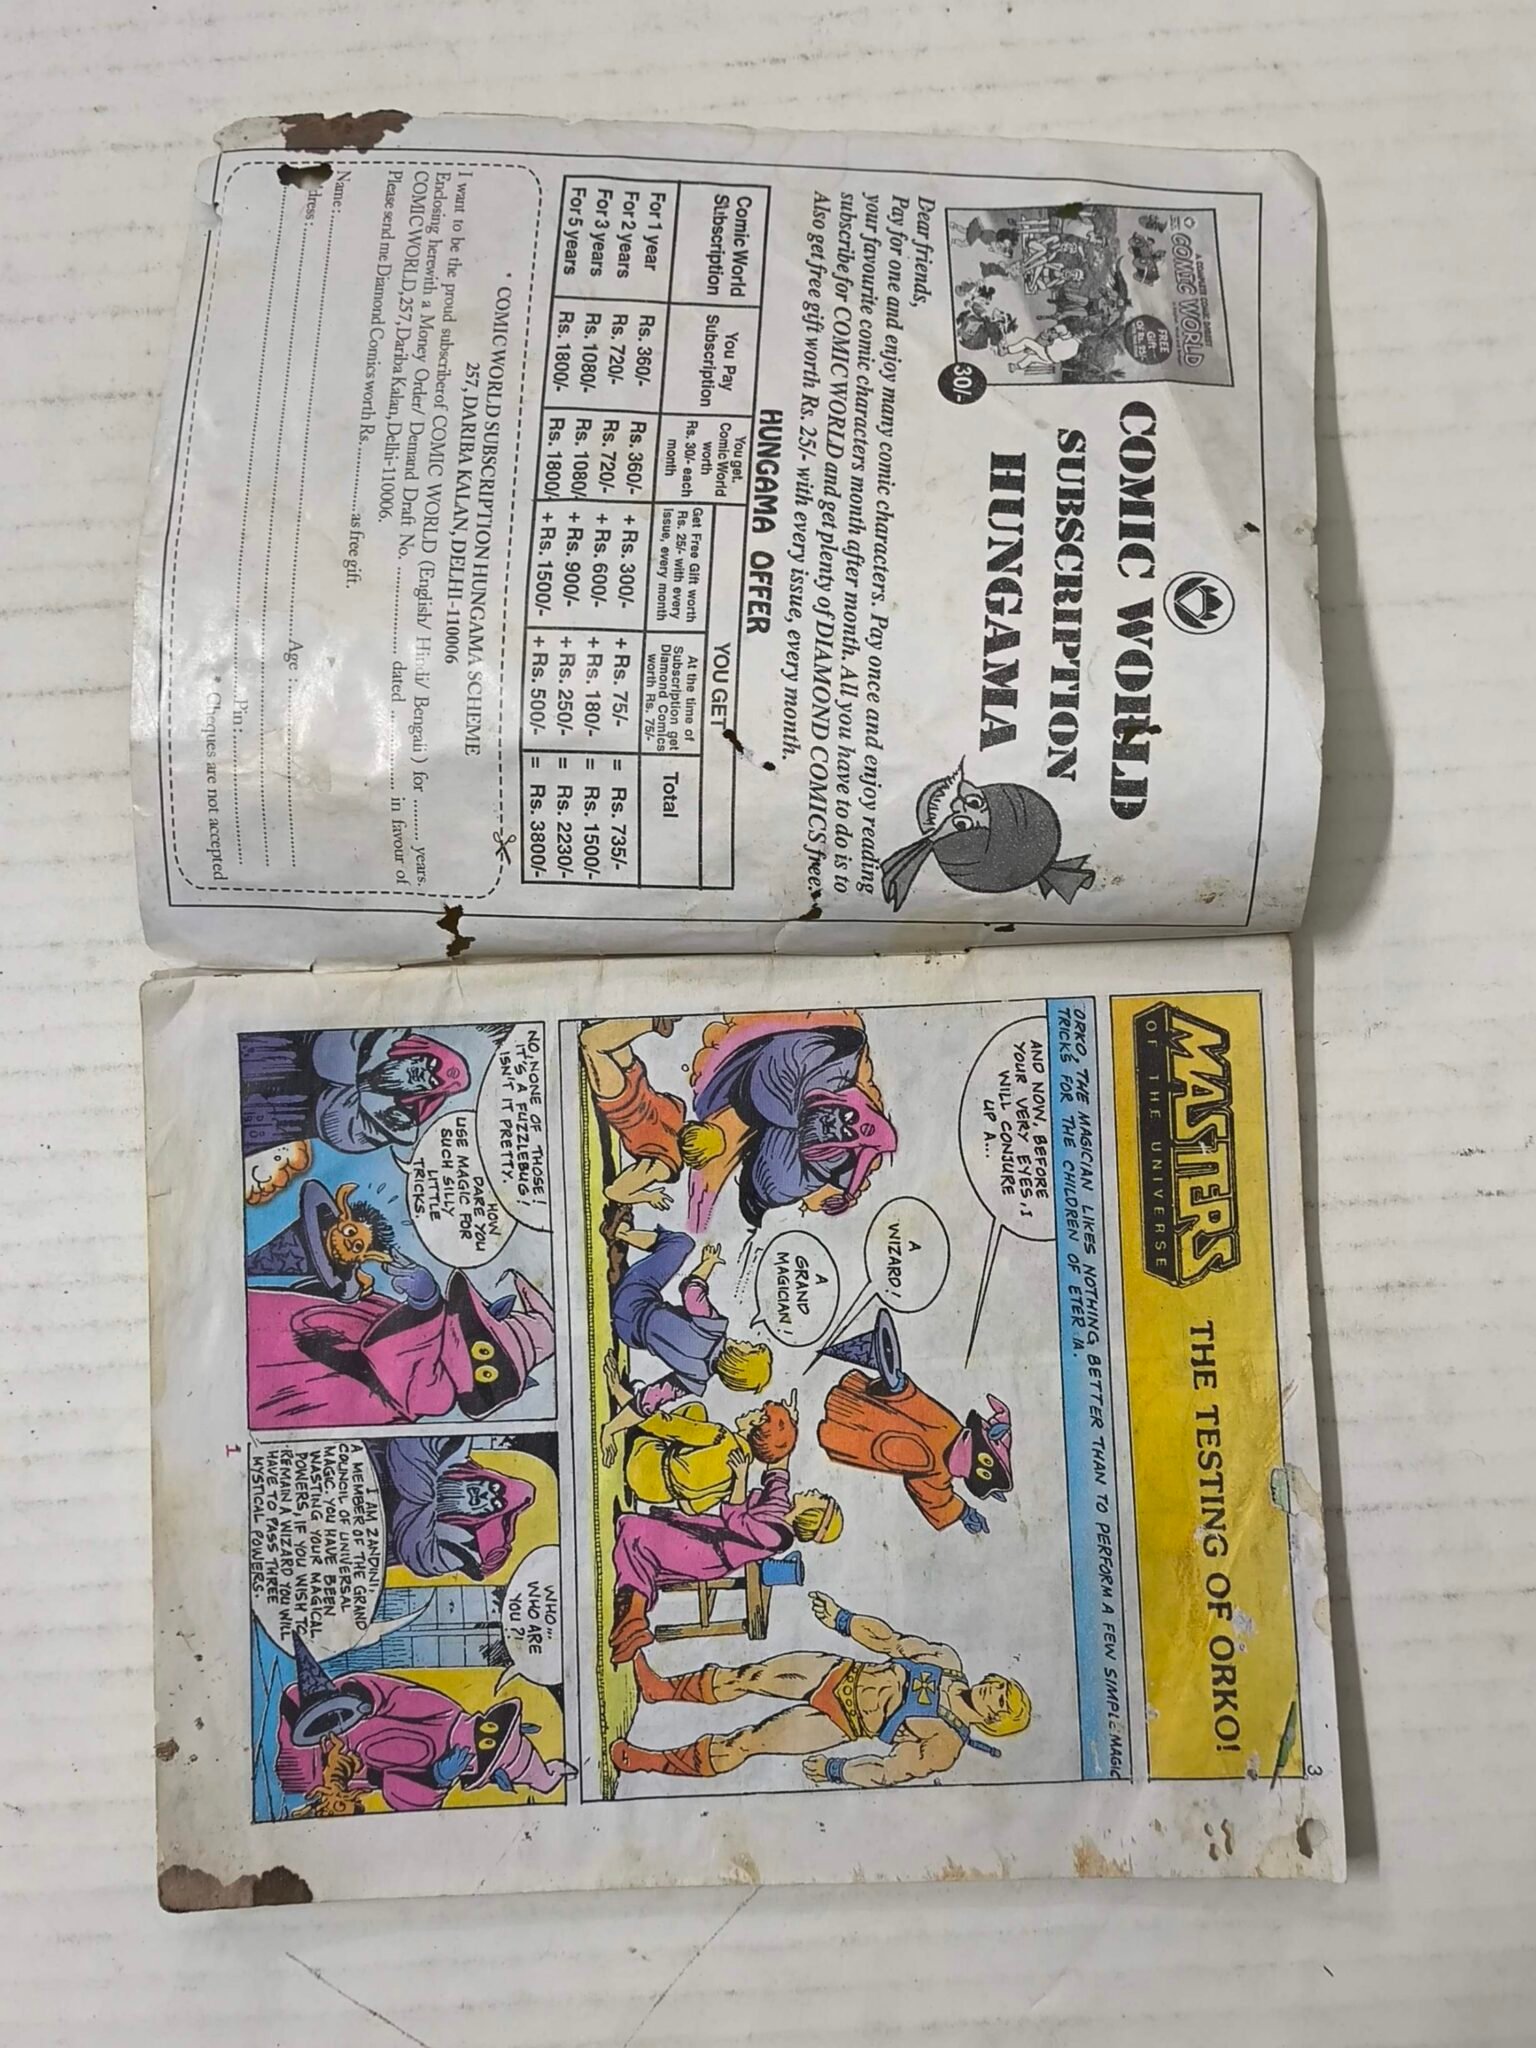 A COMPLETE COMIC DIGEST
COMIC WORLD
FREE
Gift
Of Rs. 25/-
30/-
COMIC WORLD
SUBSCRIPTION
HUNGAMA
Dear friends,
Pay for one and enjoy many comic characters. Pay once and enjoy reading
your favourite comic characters month after month. All you have to do is to
subscribe for COMIC WORLD and get plenty of DIAMOND COMICS free.
Also get free gift worth Rs. 25/- with every issue, every month.
HUNGAMA OFFER
YOU GET
Comic World
Subscription
You Pay
Subscription
You get.
Comic World
worth
Rs. 30/- each
month
Get Free Gift worth
Rs. 25/- with every
Issue, every month
At the time of
Subscription get
Diamond Comics
worth Rs. 75/-
Total
For 1 year Rs. 360/- Rs. 360/- + Rs. 300/- + Rs. 75/- = Rs. 735/-
For 2 years Rs. 720/- Rs. 720/- + Rs. 600/- + Rs. 180/- = Rs. 1500/-
For 3 years Rs. 1080/- Rs. 1080/- + Rs. 900/- + Rs. 250/- = Rs. 2230/-
For 5 years Rs. 1800/- Rs. 1800/- + Rs. 1500/- + Rs. 500/- = Rs. 3800/-
• COMIC WORLD SUBSCRIPTION HUNGAMA SCHEME
257, DARIBA KALAN, DELHI-110006
I want to be the proud subscriberof COMIC WORLD (English/ Hindi/ Bengali ) for ........ years.
Enclosing herewith a Money Order/ Demand Draft No. ................ dated ................ in favour of
COMIC WORLD, 257, Dariba Kalan, Delhi-110006.
Please send me Diamond Comics worth Rs.............as free gift.
Name :............................................ Age :............................
dress :............................................
............................................Pin :............................
* Cheques are not accepted
3
MASTERS
OF THE UNIVERSE
THE TESTING OF ORKO!
ORKO, THE MAGICIAN LIKES NOTHING BETTER THAN TO PERFORM A FEW SIMPLE MAGIC
TRICKS FOR THE CHILDREN OF ETER IA.
AND NOW, BEFORE
YOUR VERY EYES, I
WILL CONJURE
UP A...
A
WIZARD!
A
GRAND
MAGICIAN!
NO, NONE OF THOSE!
IT'S A FUZZLEBUG!
ISN'T IT PRETTY.
HOW
DARE YOU
USE MAGIC FOR
SUCH SILLY
LITTLE
TRICKS.
WHO...
WHO ARE
YOU?!
I AM ZANDINI,
A MEMBER OF THE GRAND
COUNCIL OF UNIVERSAL
MAGIC. YOU HAVE BEEN
WASTING YOUR MAGICAL
POWERS, IF YOU WISH TO
REMAIN A WIZARD YOU WILL
HAVE TO PASS THREE
MYSTICAL POWERS.
1